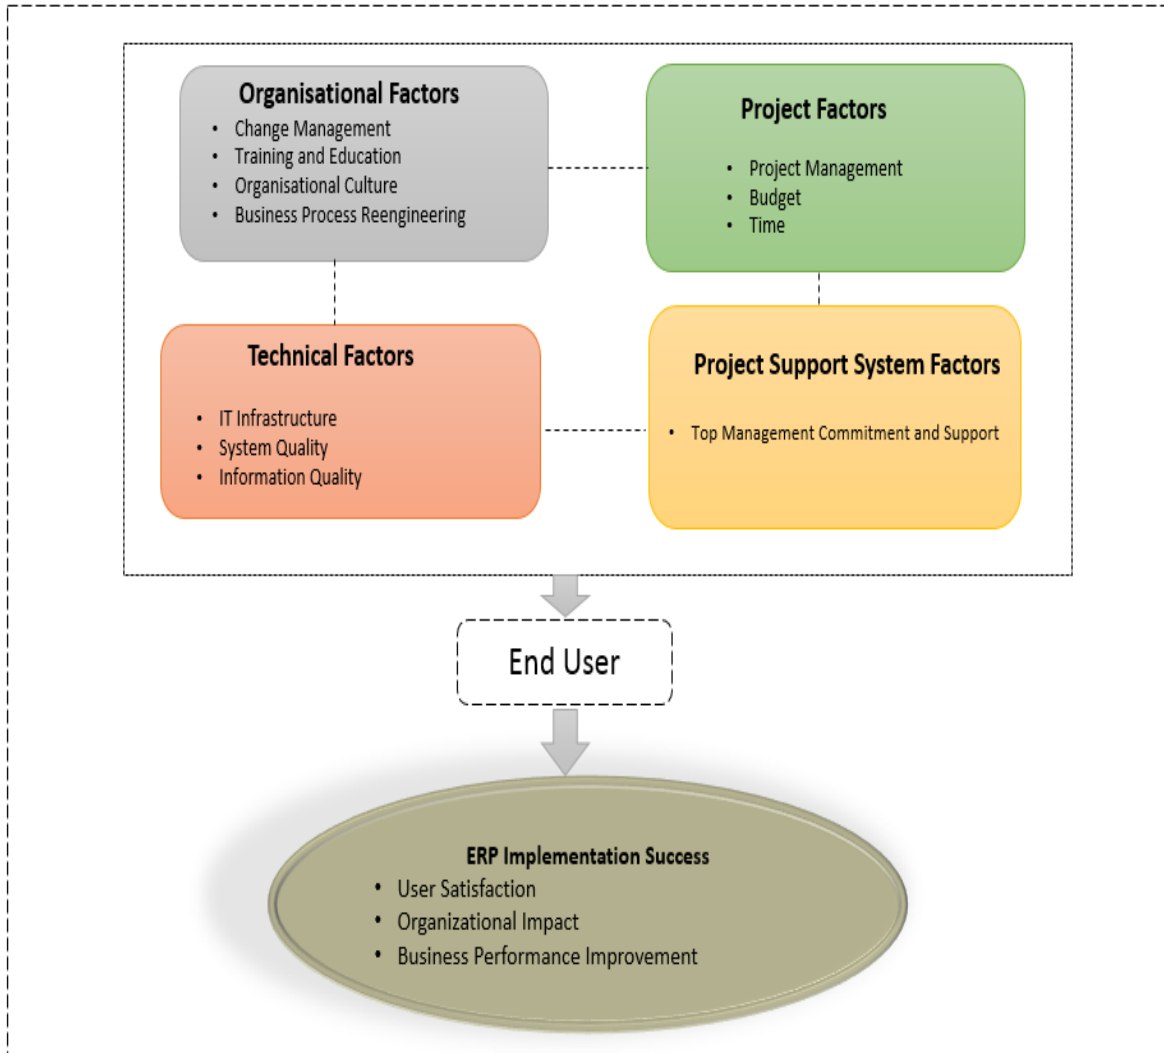 Organisational Factors
• Change Management
• Training and Education
• Organisational Culture
• Business Process Reengineering
Project Factors
• Project Management
• Budget
• Time
Technical Factors
• IT Infrastructure
• System Quality
• Information Quality
Project Support System Factors
• Top Management Commitment and Support
End User
ERP Implementation Success
• User Satisfaction
• Organizational Impact
• Business Performance Improvement